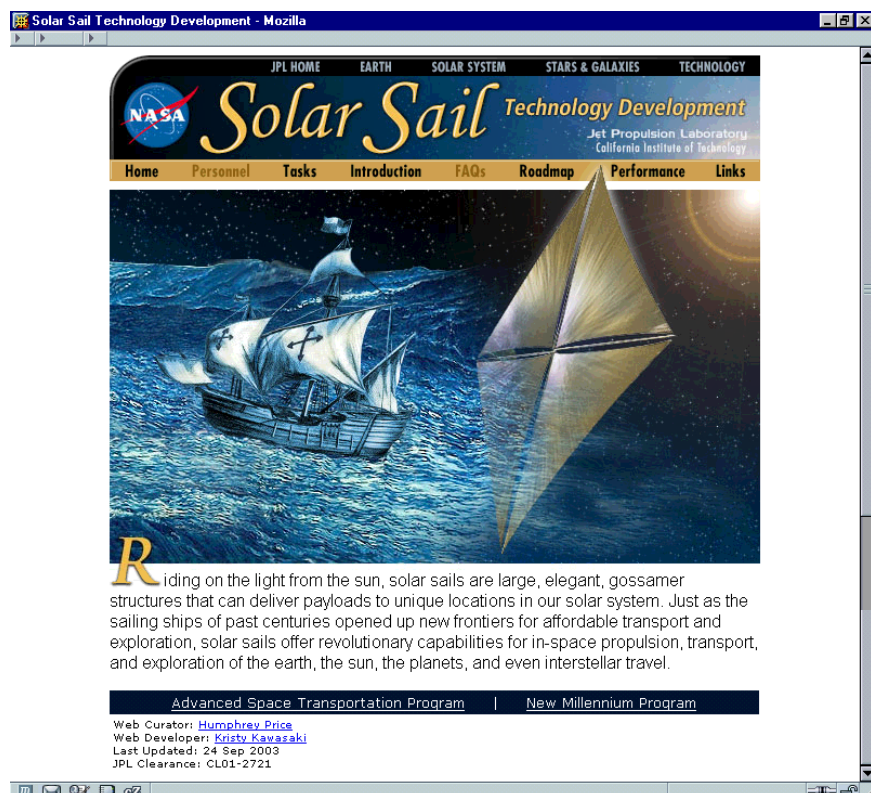 Solar Sail Technology Development - Mozilla
JPL HOME EARTH SOLAR SYSTEM STARS & GALAXIES TECHNOLOGY
NASA
Solar Sail Technology Development
Jet Propulsion Laboratory
California Institute of Technology
Home Personnel Tasks Introduction FAQs Roadmap Performance Links
Riding on the light from the sun, solar sails are large, elegant, gossamer
structures that can deliver payloads to unique locations in our solar system. Just as the
sailing ships of past centuries opened up new frontiers for affordable transport and
exploration, solar sails offer revolutionary capabilities for in-space propulsion, transport,
and exploration of the earth, the sun, the planets, and even interstellar travel.
Advanced Space Transportation Program | New Millennium Program
Web Curator: Humphrey Price
Web Developer: Kristy Kawasaki
Last Updated: 24 Sep 2003
JPL Clearance: CL01-2721